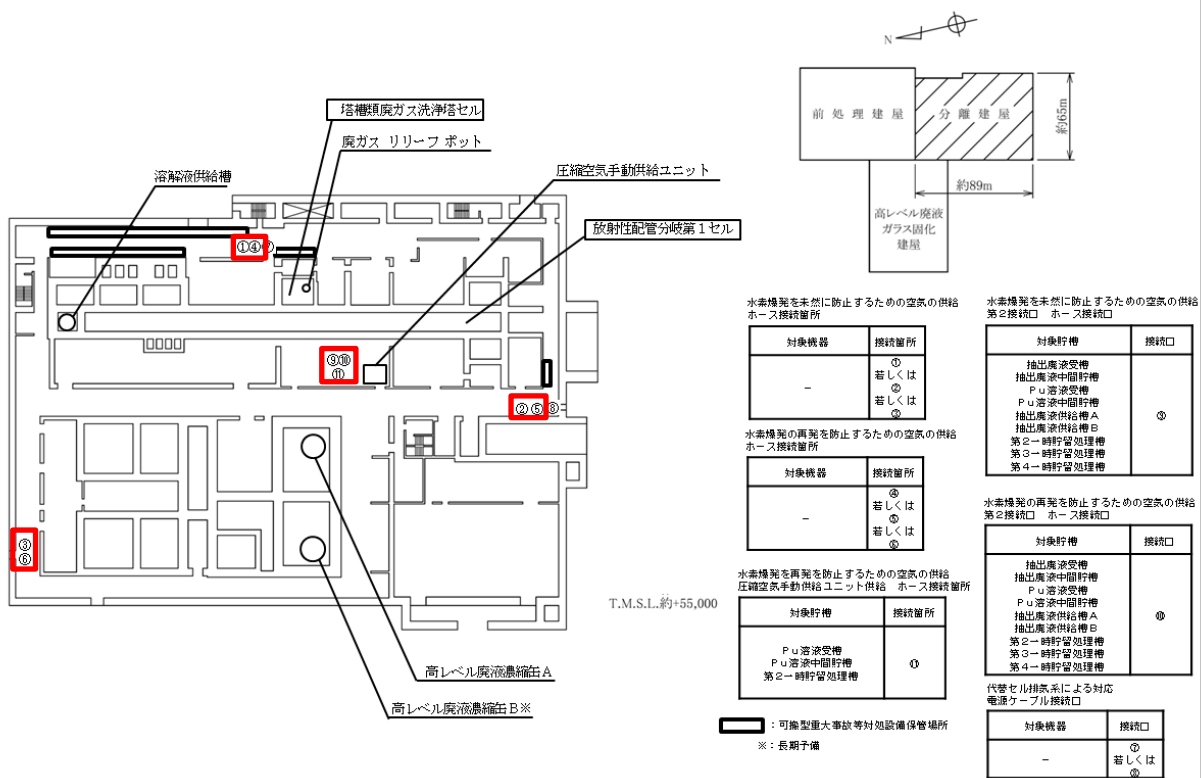 N
前処理建屋
分離建屋
約65m
約89m
高レベル廃液
ガラス固化
建屋
塔槽類廃ガス洗浄塔セル
廃ガス リリーフ ポット
溶解液供給槽
圧縮空気手動供給ユニット
放射性配管分岐第1セル
①④⑦
⑨⑩
⑪
②⑤⑧
③
⑥
T.M.S.L.約+55,000
高レベル廃液濃縮缶A
高レベル廃液濃縮缶B※
水素爆発を未然に防止するための空気の供給
ホース接続箇所
対象機器 接続箇所
－
①
若しくは
②
若しくは
③
水素爆発の再発を防止するための空気の供給
ホース接続箇所
対象機器 接続箇所
－
④
若しくは
⑤
若しくは
⑥
水素爆発を再発を防止するための空気の供給
圧縮空気手動供給ユニット供給 ホース接続箇所
対象貯槽 接続箇所
Pu溶液受槽
Pu溶液中間貯槽
第2一時貯留処理槽
⑪
水素爆発を未然に防止するための空気の供給
第2接続口 ホース接続口
対象貯槽 接続口
抽出廃液受槽
抽出廃液中間貯槽
Pu溶液受槽
Pu溶液中間貯槽
抽出廃液供給槽A
抽出廃液供給槽B
第2一時貯留処理槽
第3一時貯留処理槽
第4一時貯留処理槽
⑨
水素爆発の再発を防止するための空気の供給
第2接続口 ホース接続口
対象貯槽 接続口
抽出廃液受槽
抽出廃液中間貯槽
Pu溶液受槽
Pu溶液中間貯槽
抽出廃液供給槽A
抽出廃液供給槽B
第2一時貯留処理槽
第3一時貯留処理槽
第4一時貯留処理槽
⑩
代替セル排気系による対応
電源ケーブル接続口
対象機器 接続口
－
⑦
若しくは
⑧
：可搬型重大事故等対処設備保管場所
※：長期予備